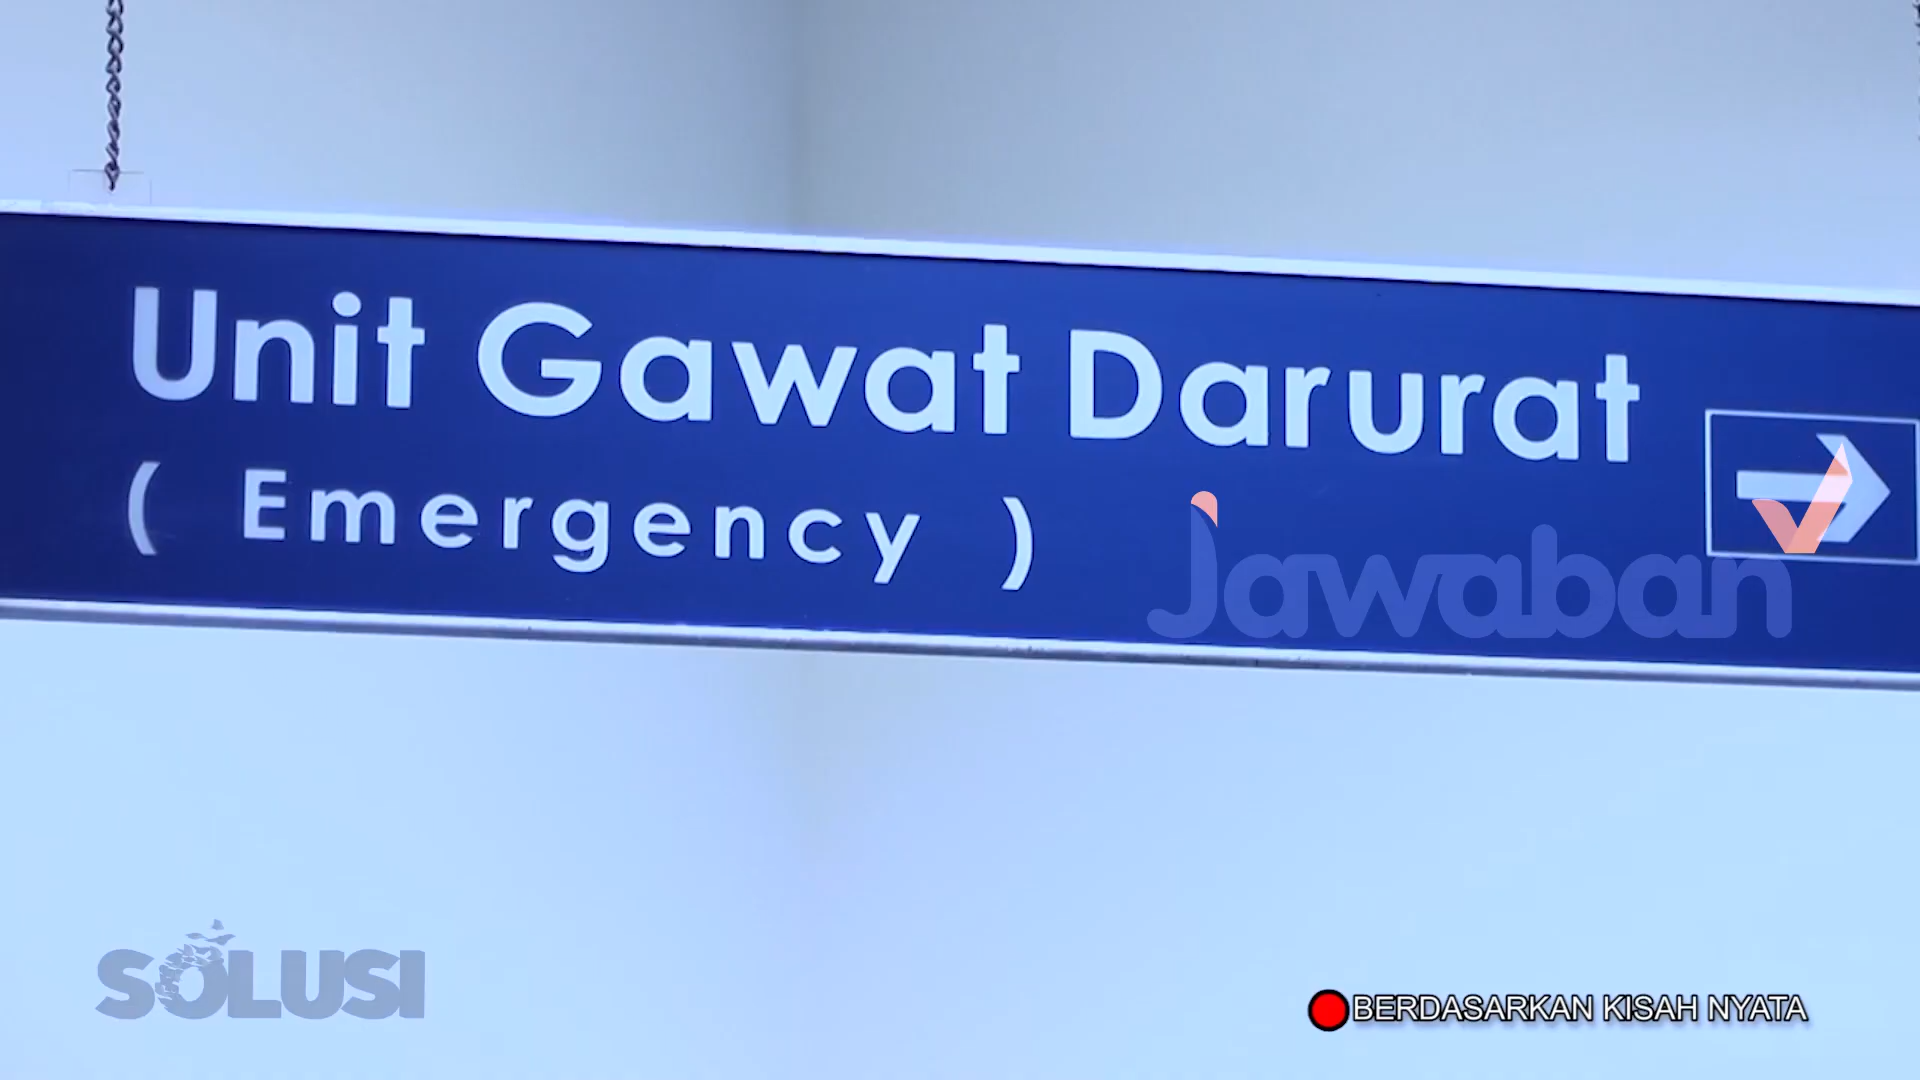 Unit Gawat Darurat
( Emergency )
Jawaban
SOLUSI
BERDASARKAN KISAH NYATA